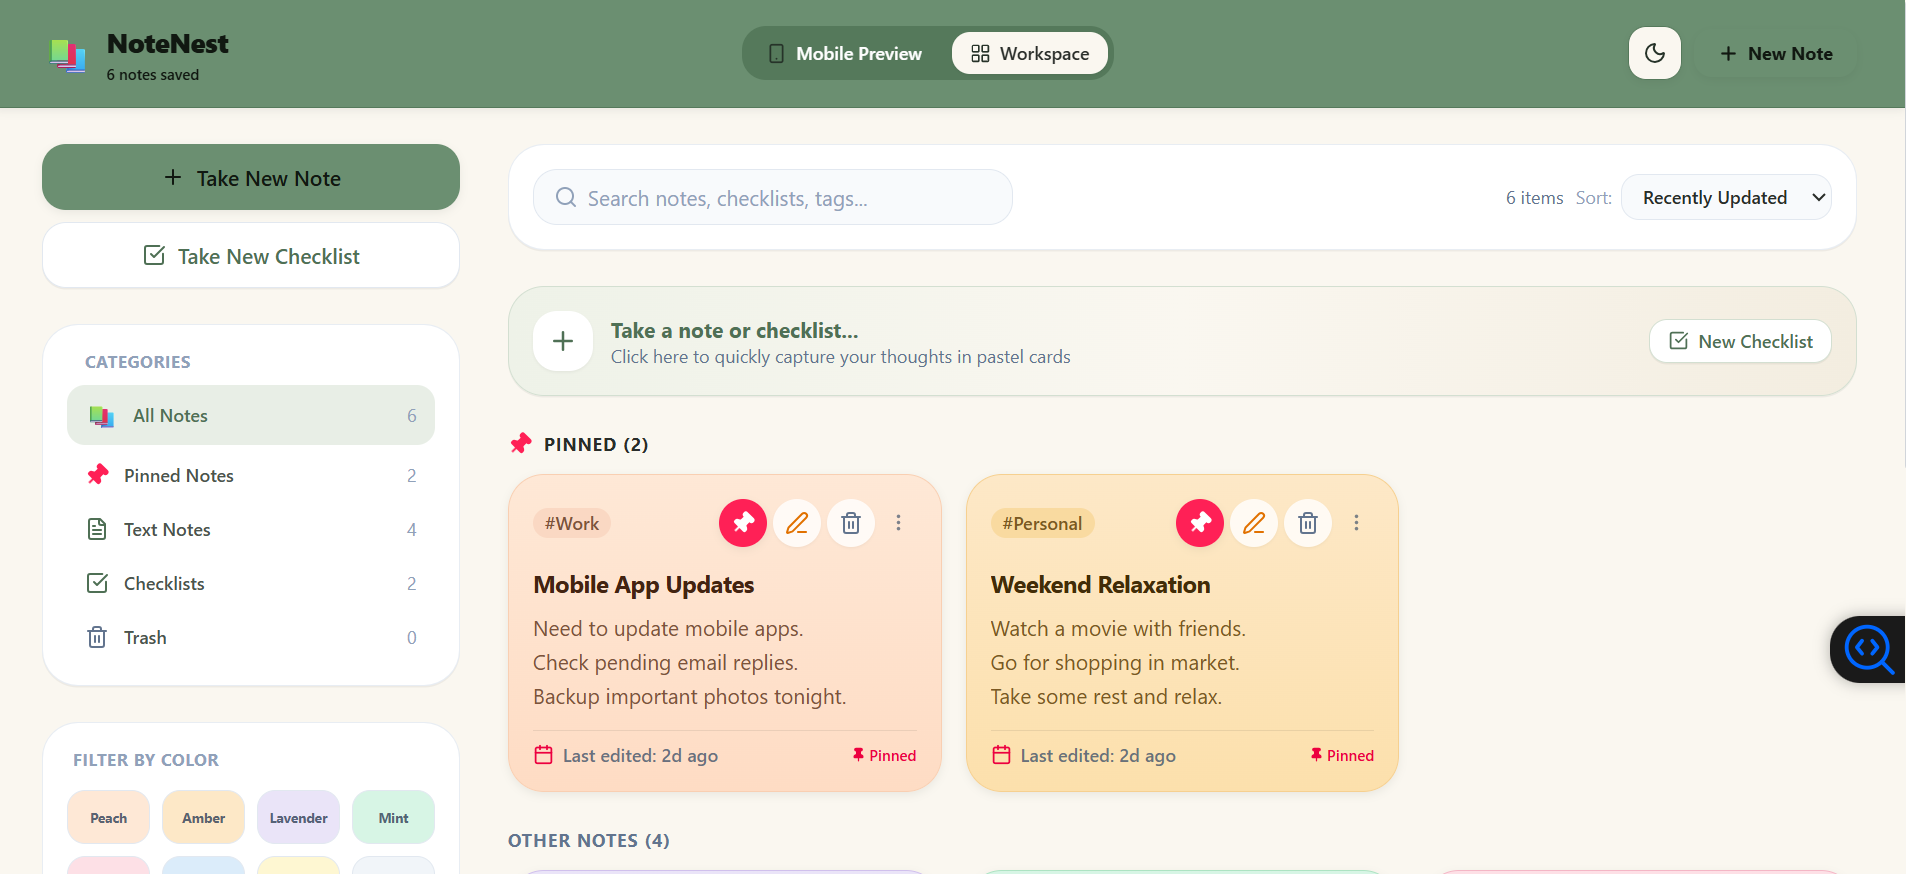 NoteNest
6 notes saved
Mobile Preview
Workspace
New Note
Take New Note
Take New Checklist
CATEGORIES
All Notes 6
Pinned Notes 2
Text Notes 4
Checklists 2
Trash 0
FILTER BY COLOR
Peach
Amber
Lavender
Mint
Search notes, checklists, tags...
6 items
Sort:
Recently Updated
Take a note or checklist...
Click here to quickly capture your thoughts in pastel cards
New Checklist
PINNED (2)
#Work
Mobile App Updates
Need to update mobile apps.
Check pending email replies.
Backup important photos tonight.
Last edited: 2d ago
Pinned
#Personal
Weekend Relaxation
Watch a movie with friends.
Go for shopping in market.
Take some rest and relax.
Last edited: 2d ago
Pinned
OTHER NOTES (4)